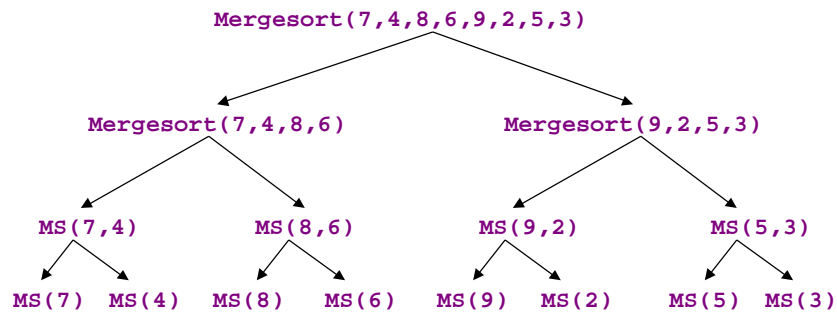 Mergesort(7,4,8,6,9,2,5,3)
Mergesort(7,4,8,6) Mergesort(9,2,5,3)
MS(7,4) MS(8,6) MS(9,2) MS(5,3)
MS(7) MS(4) MS(8) MS(6) MS(9) MS(2) MS(5) MS(3)